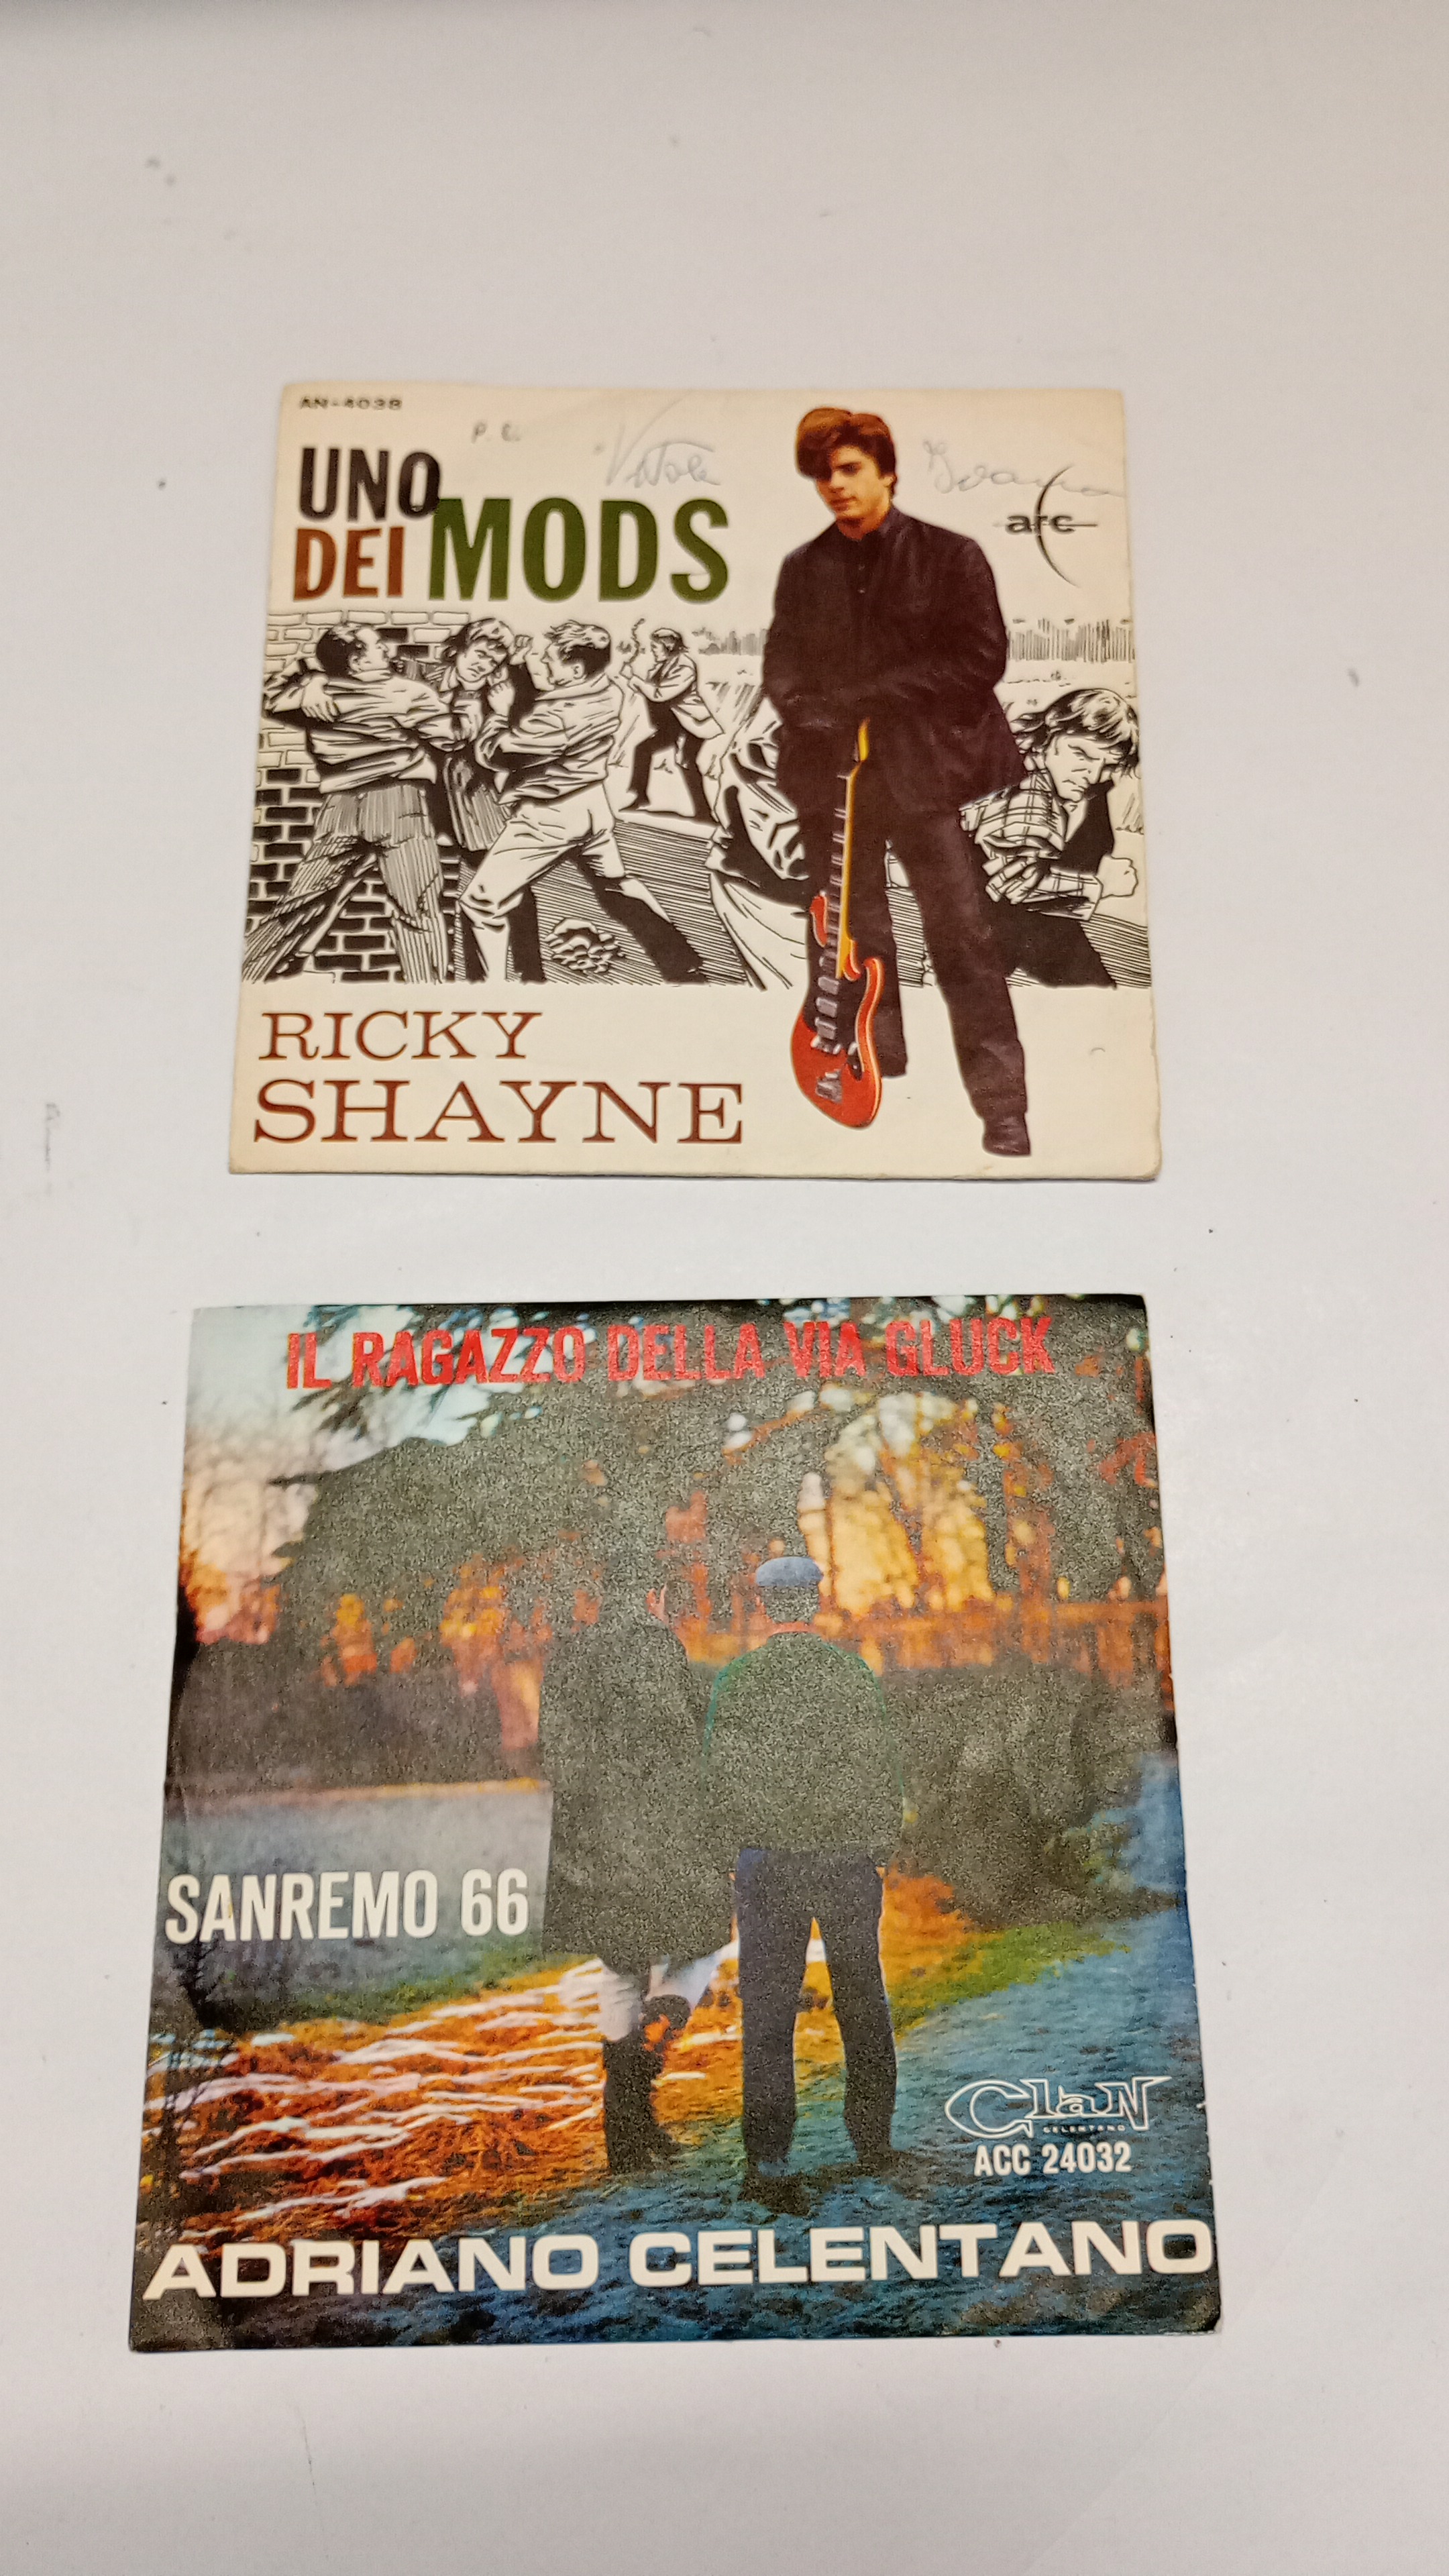 AN-4038
UNO
DEI MODS
arc
RICKY
SHAYNE
IL RAGAZZO DELLA VIA GLUCK
SANREMO 66
Clan
CELENTANO
ACC 24032
ADRIANO CELENTANO